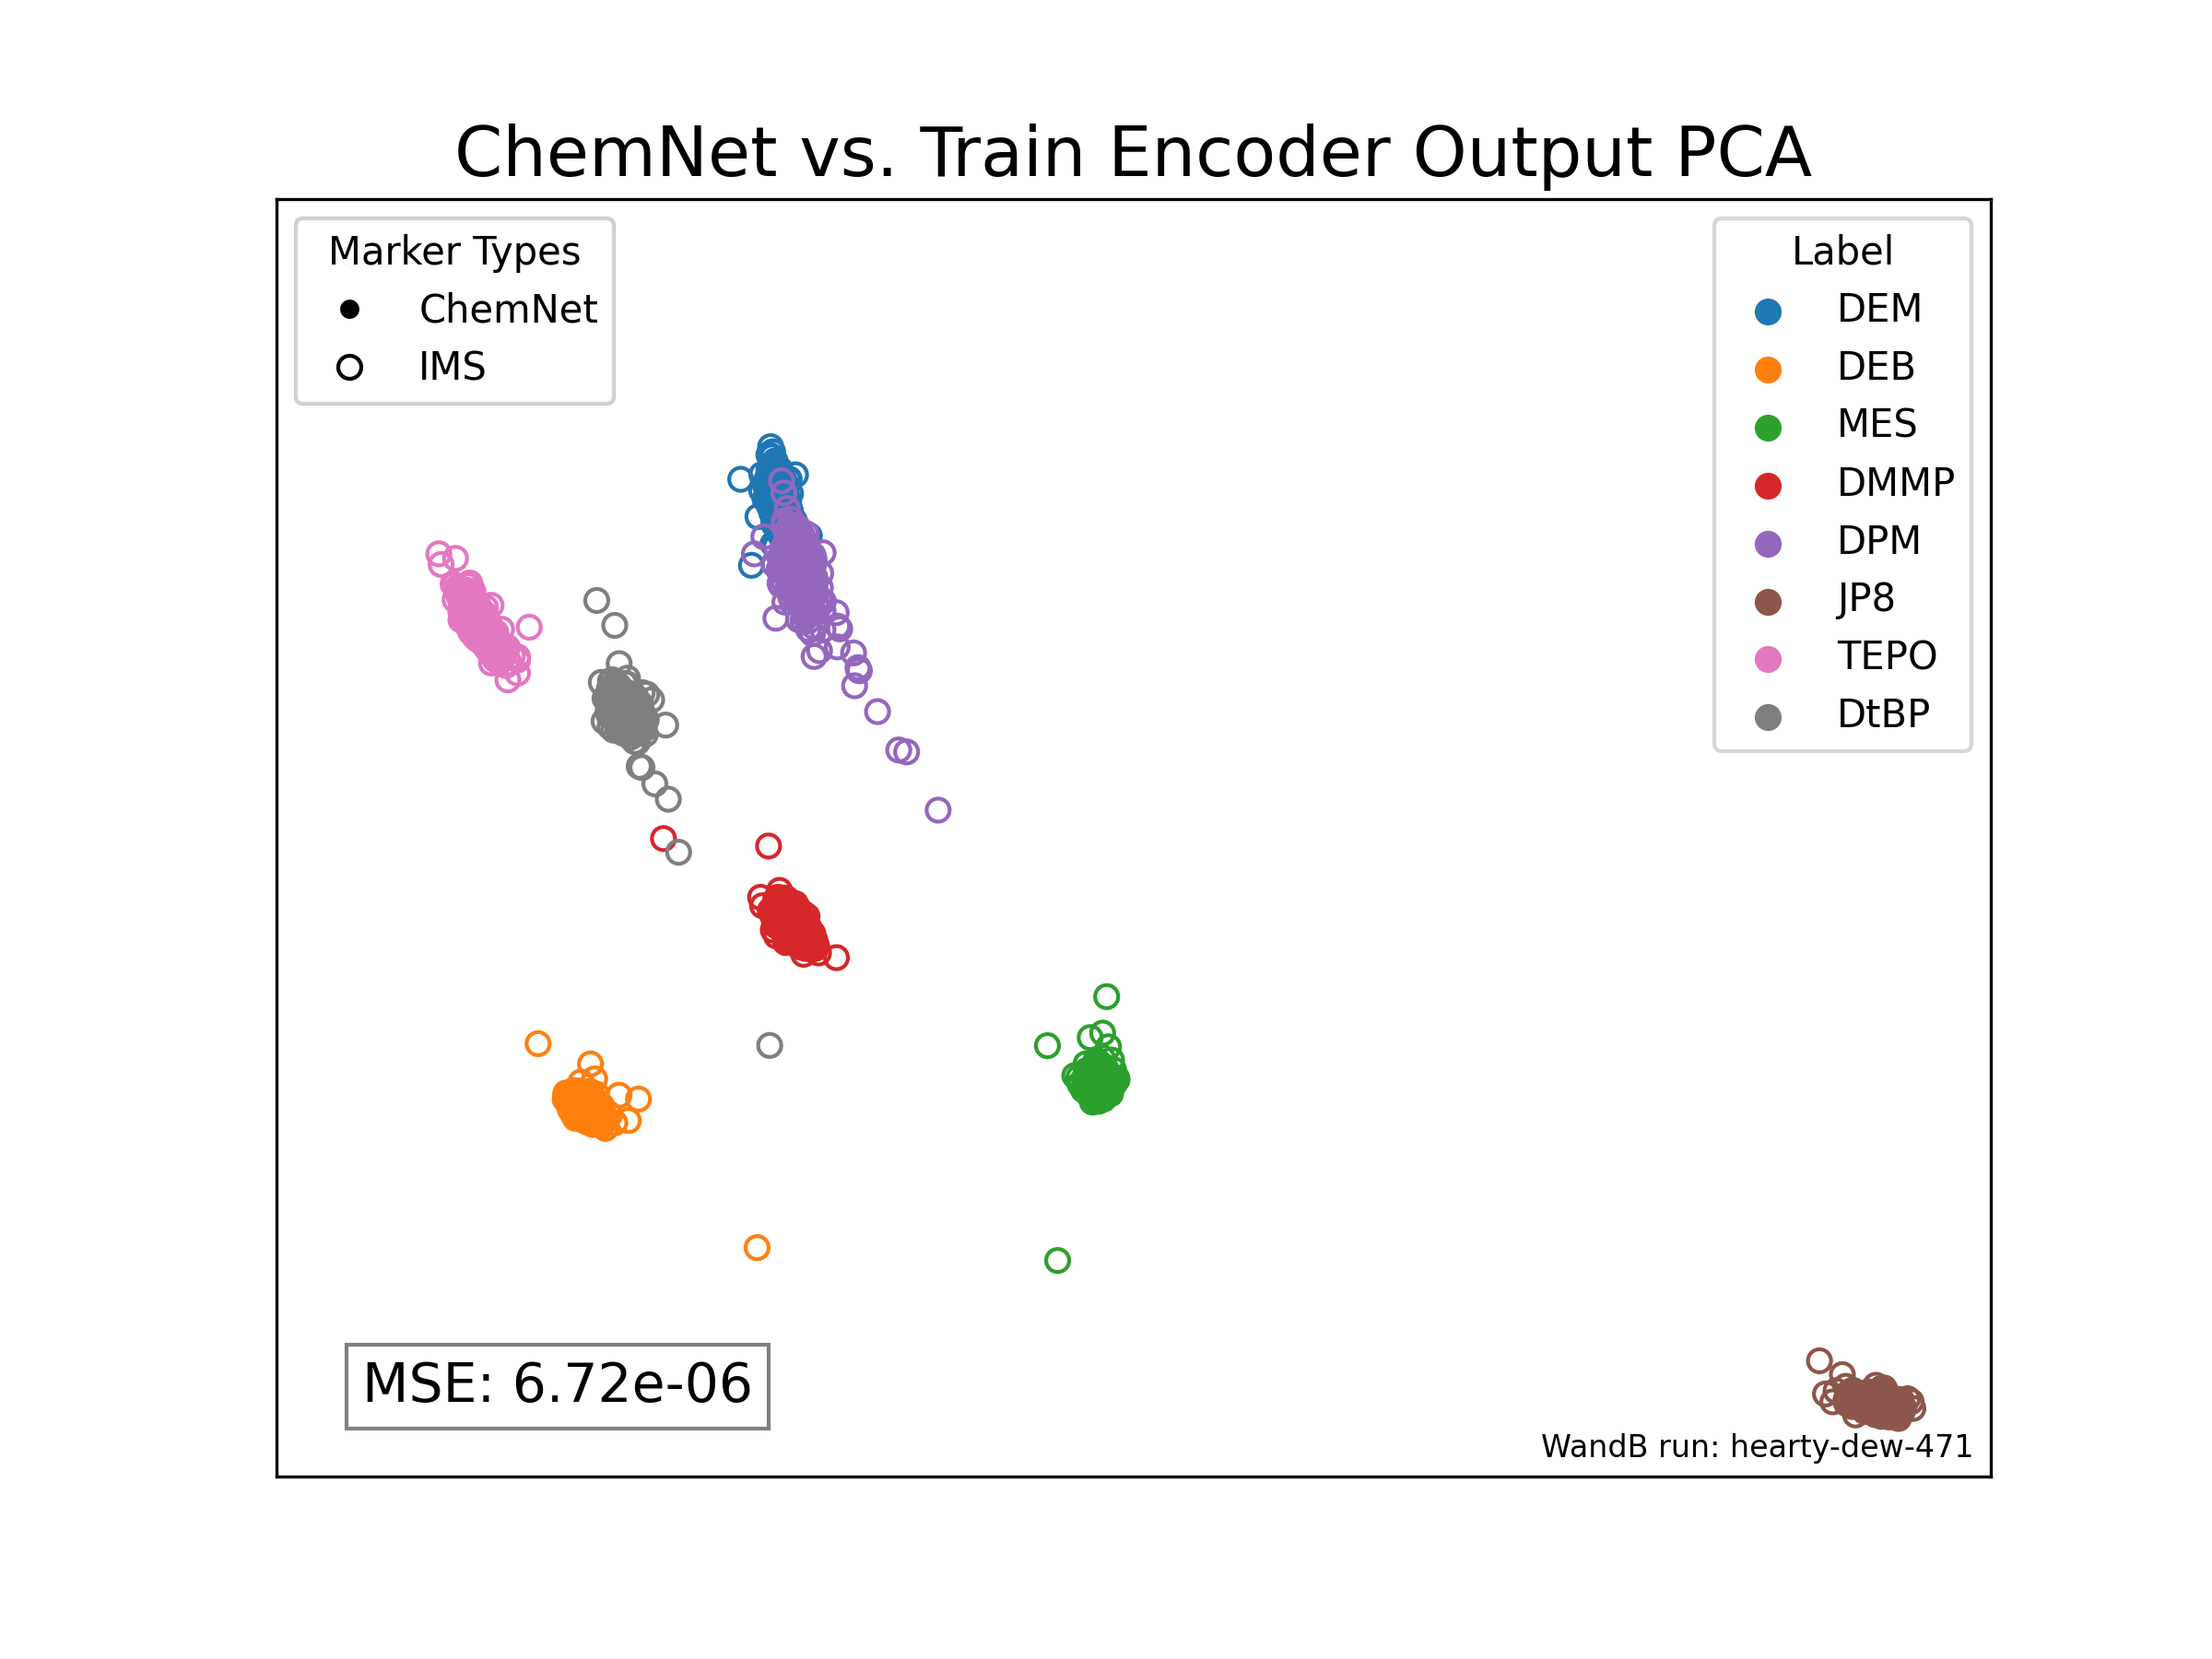 ChemNet vs. Train Encoder Output PCA
Marker Types
ChemNet
IMS
Label
DEM
DEB
MES
DMMP
DPM
JP8
TEPO
DtBP
MSE: 6.72e-06
WandB run: hearty-dew-471